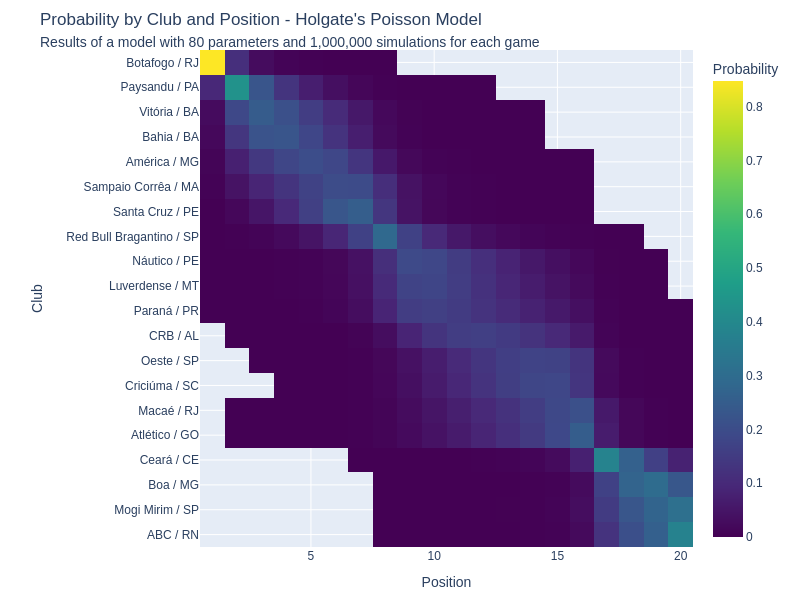 Probability by Club and Position - Holgate's Poisson Model
Results of a model with 80 parameters and 1,000,000 simulations for each game
Probability
Club
Botafogo / RJ
Paysandu / PA
Vitória / BA
Bahia / BA
América / MG
Sampaio Corrêa / MA
Santa Cruz / PE
Red Bull Bragantino / SP
Náutico / PE
Luverdense / MT
Paraná / PR
CRB / AL
Oeste / SP
Criciúma / SC
Macaé / RJ
Atlético / GO
Ceará / CE
Boa / MG
Mogi Mirim / SP
ABC / RN
0.8
0.7
0.6
0.5
0.4
0.3
0.2
0.1
0
5 10 15 20
Position